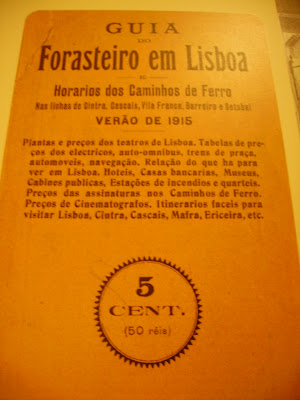 GUIA
DO
Forasteiro em Lisboa
E
Horarios dos Caminhos de Ferro
Nas linhas de Cintra, Cascais, Vila Franca, Barreiro e Setubal
VERÃO DE 1915
Plantas e preços dos teatros de Lisboa. Tabelas de pre-
ços dos electricos, auto-omnibus, trens de praça,
automoveis, navegação. Relação do que ha para
ver em Lisboa. Hoteis, Casas bancarias, Museus,
Cabines publicas, Estações de incendios e quarteis.
Preços das assinaturas nos Caminhos de Ferro.
Preços de Cinematografos, Itinerarios faceis para
visitar Lisboa, Cintra, Cascais, Mafra, Ericeira, etc.
5
CENT.
(50 réis)